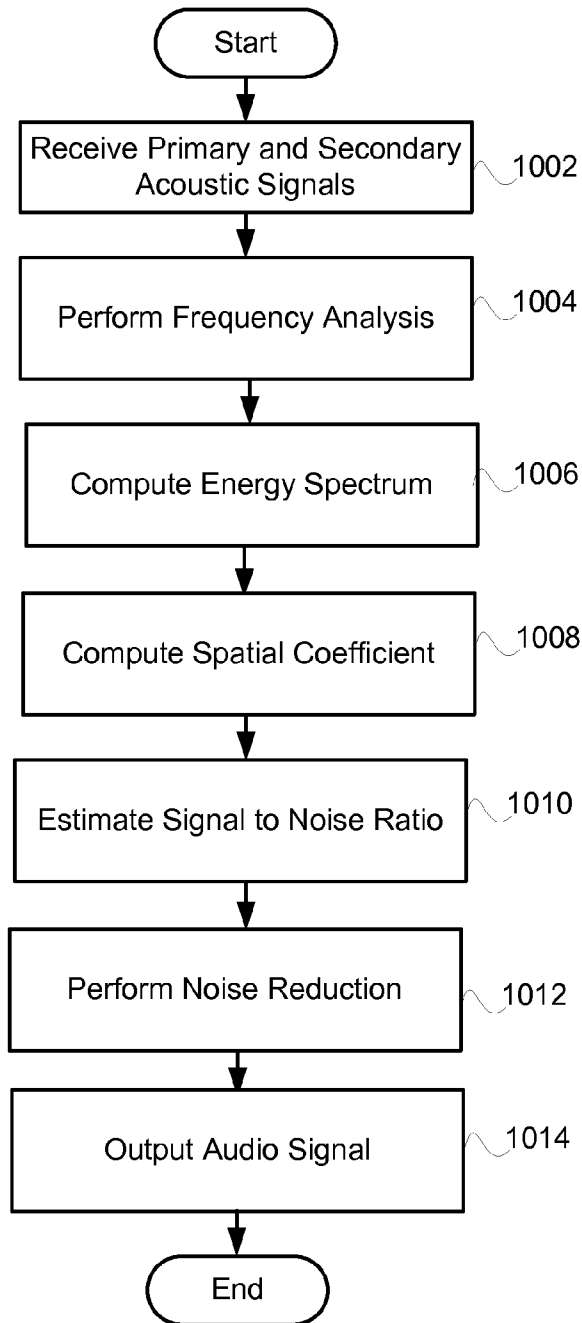 Start
Receive Primary and Secondary
Acoustic Signals
1002
Perform Frequency Analysis
1004
Compute Energy Spectrum
1006
Compute Spatial Coefficient
1008
Estimate Signal to Noise Ratio
1010
Perform Noise Reduction
1012
Output Audio Signal
1014
End